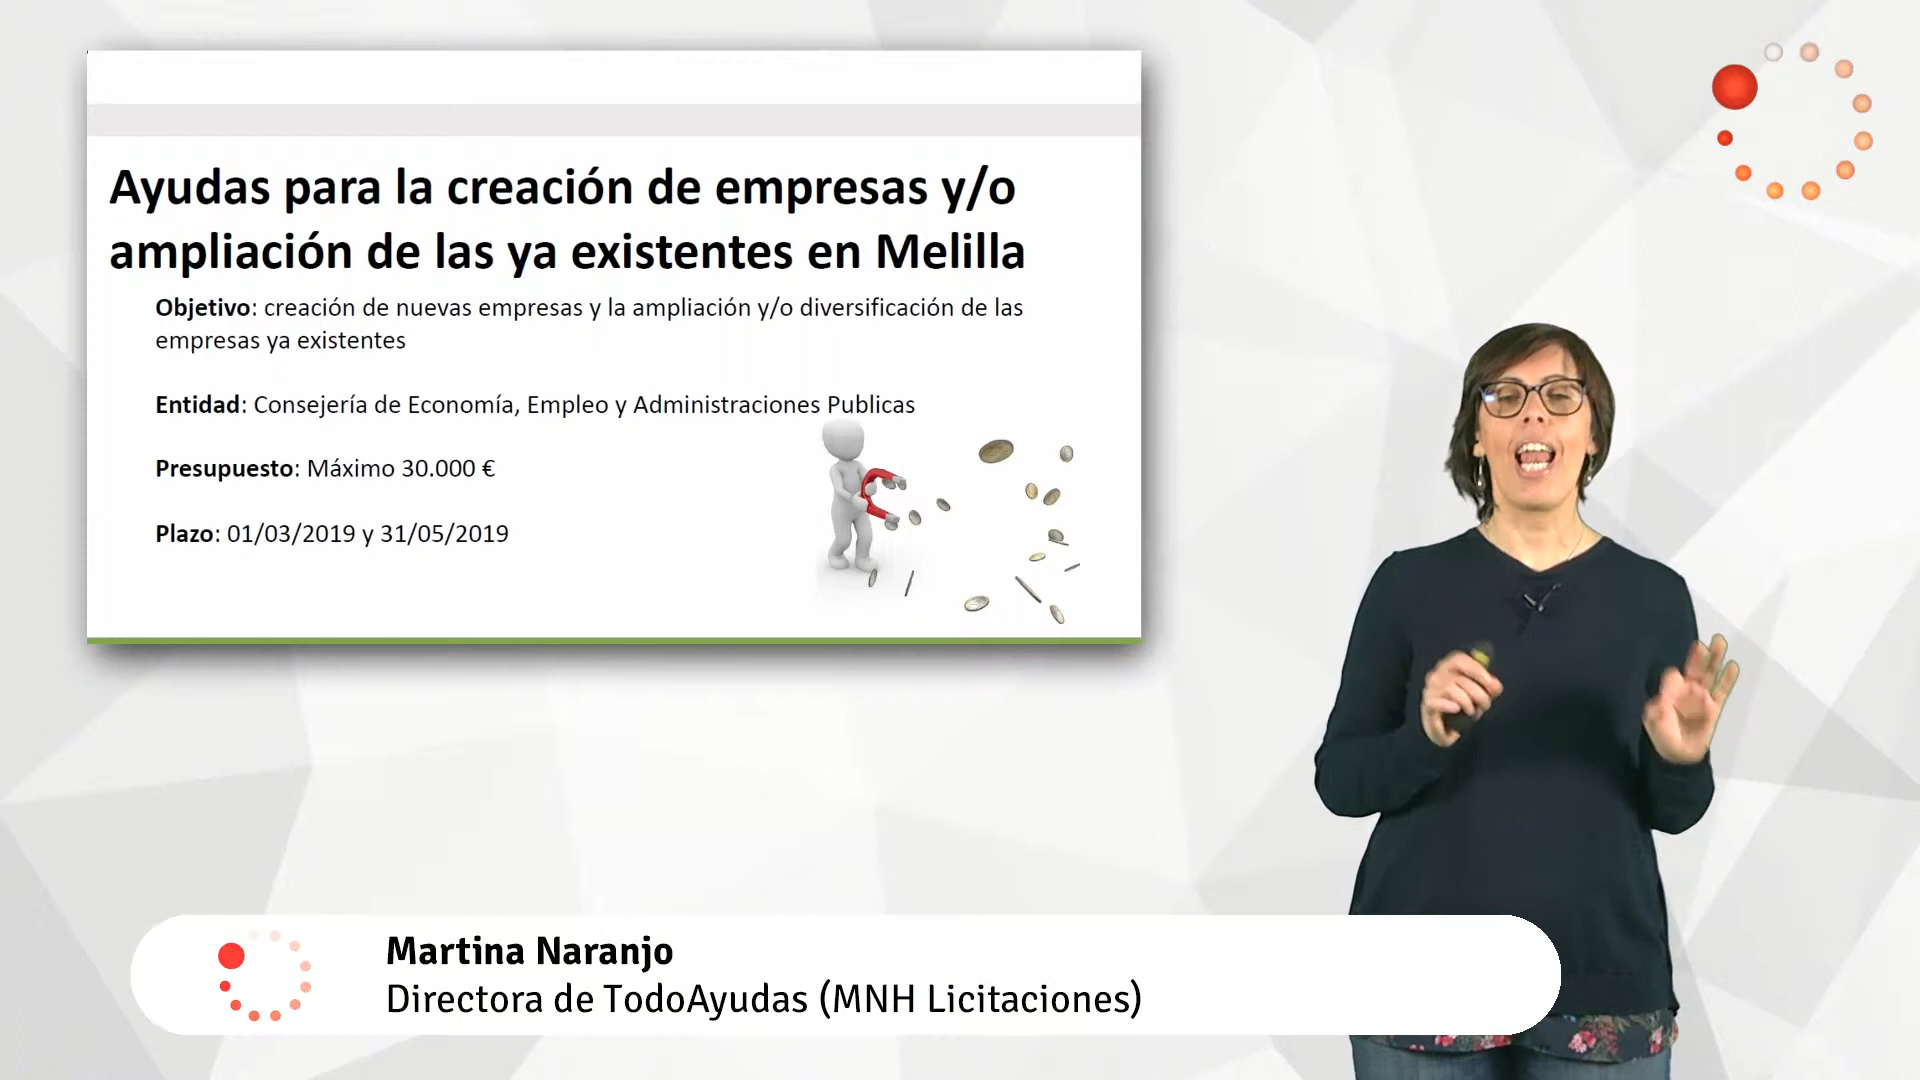 Ayudas para la creación de empresas y/o
ampliación de las ya existentes en Melilla
Objetivo: creación de nuevas empresas y la ampliación y/o diversificación de las
empresas ya existentes
Entidad: Consejería de Economía, Empleo y Administraciones Publicas
Presupuesto: Máximo 30.000 €
Plazo: 01/03/2019 y 31/05/2019
Martina Naranjo
Directora de TodoAyudas (MNH Licitaciones)